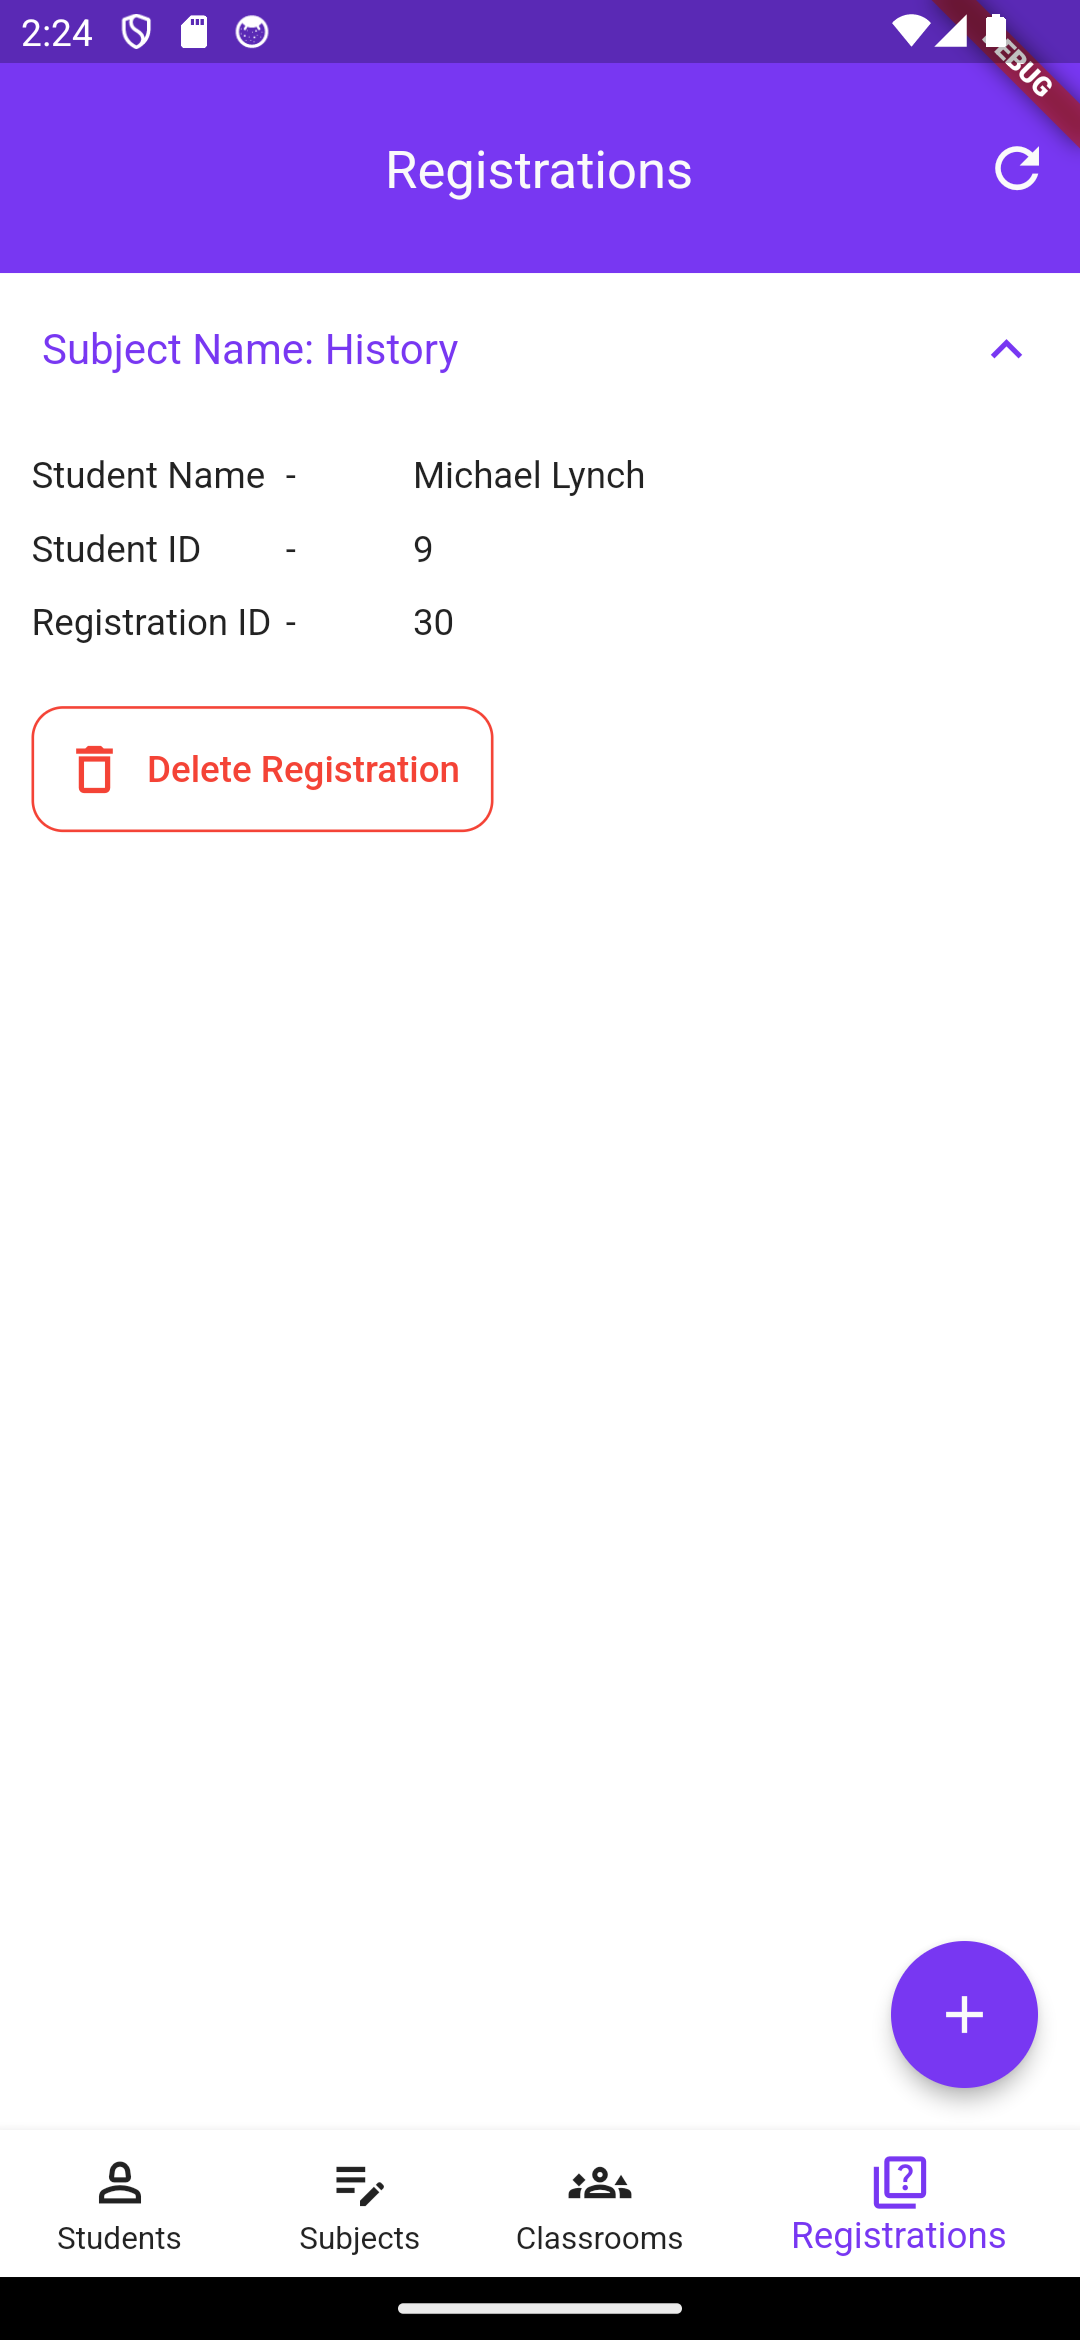 2:24
DEBUG
Registrations
Subject Name: History
Student Name - Michael Lynch
Student ID - 9
Registration ID - 30
Delete Registration
Students Subjects Classrooms Registrations